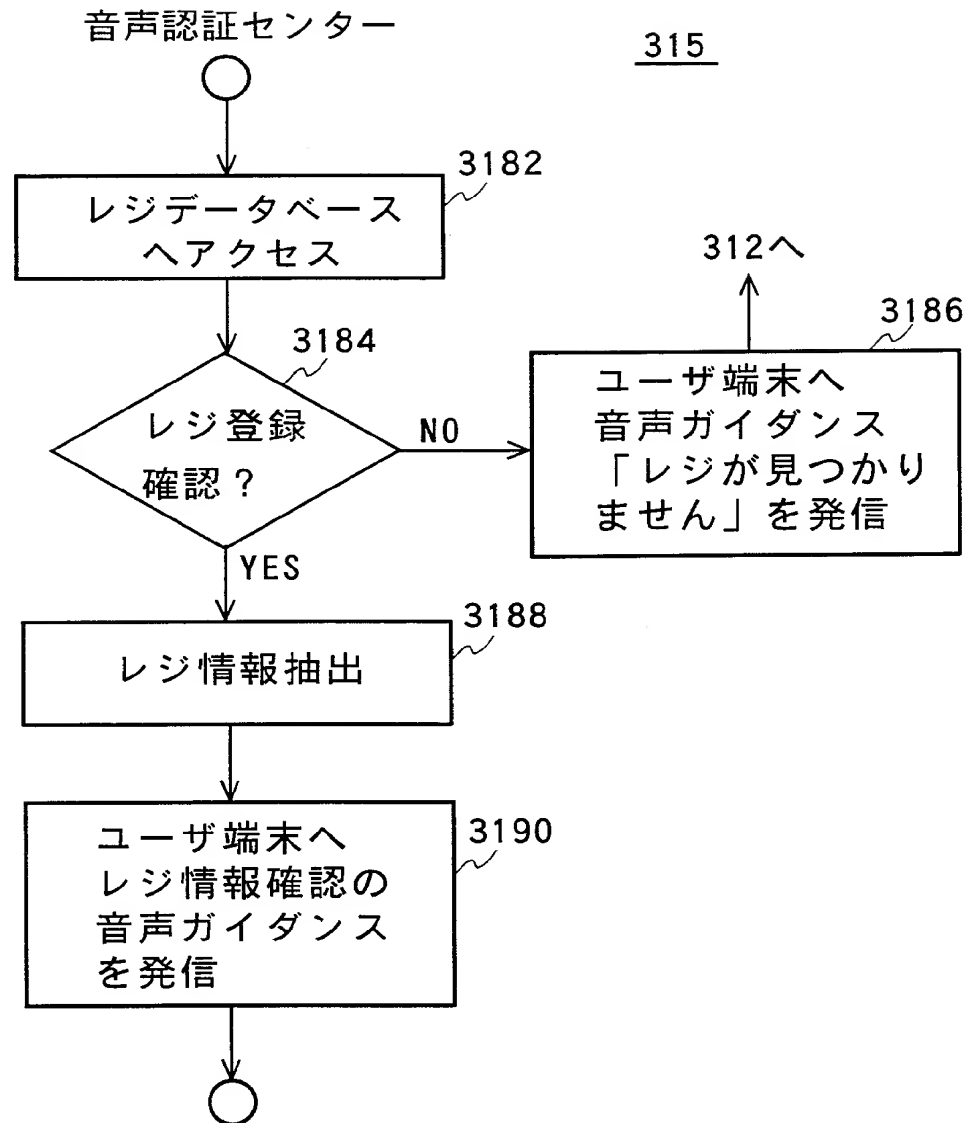 音声認証センター
315
3182
レジデータベース
へアクセス
312へ
3184
3186
レジ登録
確認？
NO
ユーザ端末へ
音声ガイダンス
「レジが見つかり
ません」を発信
YES
3188
レジ情報抽出
3190
ユーザ端末へ
レジ情報確認の
音声ガイダンス
を発信